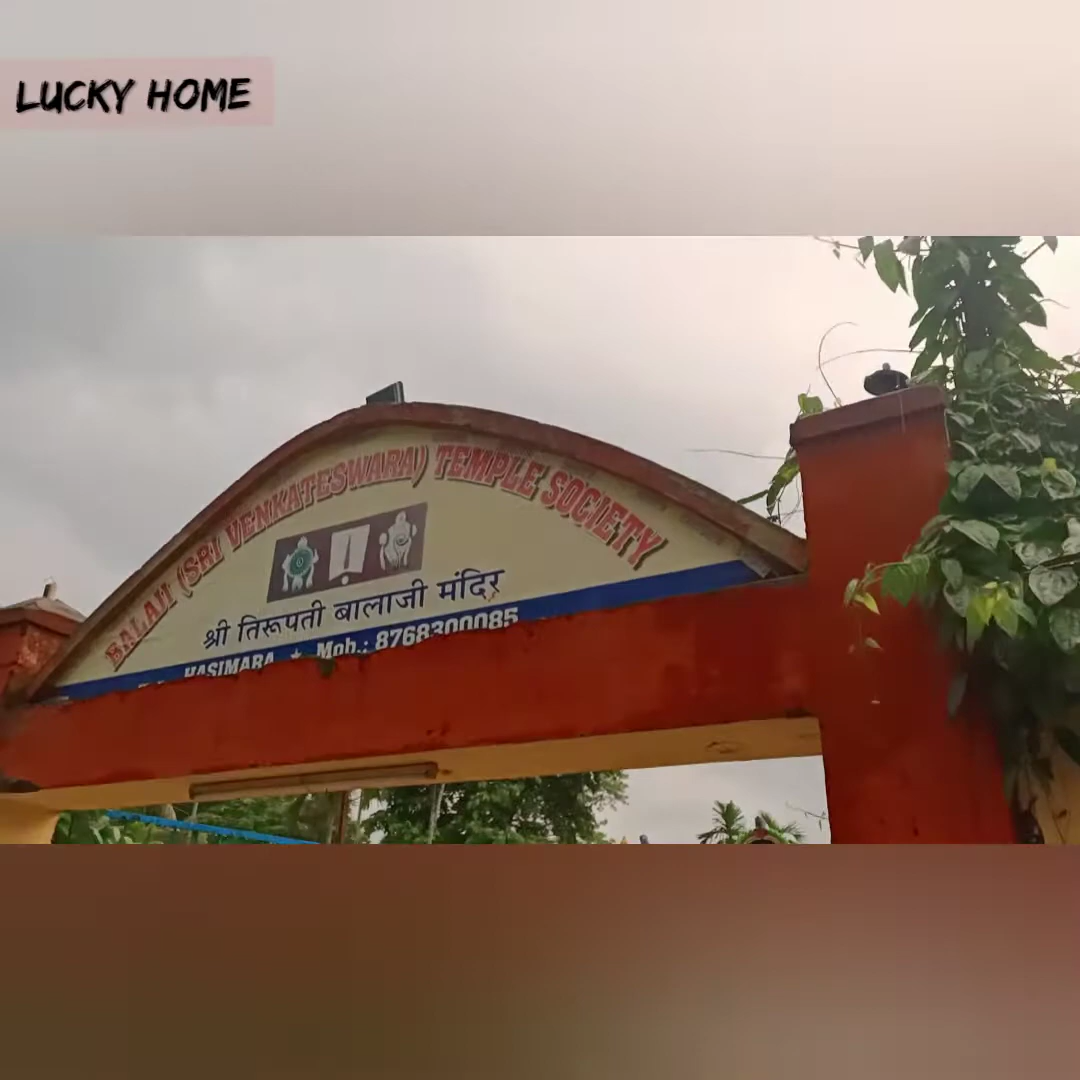 LUCKY HOME
BALAJI (SRI VENKATESWARA) TEMPLE SOCIETY
श्री तिरूपती बालाजी मंदिर
HASIMARA ★ Mob.: 8768300085